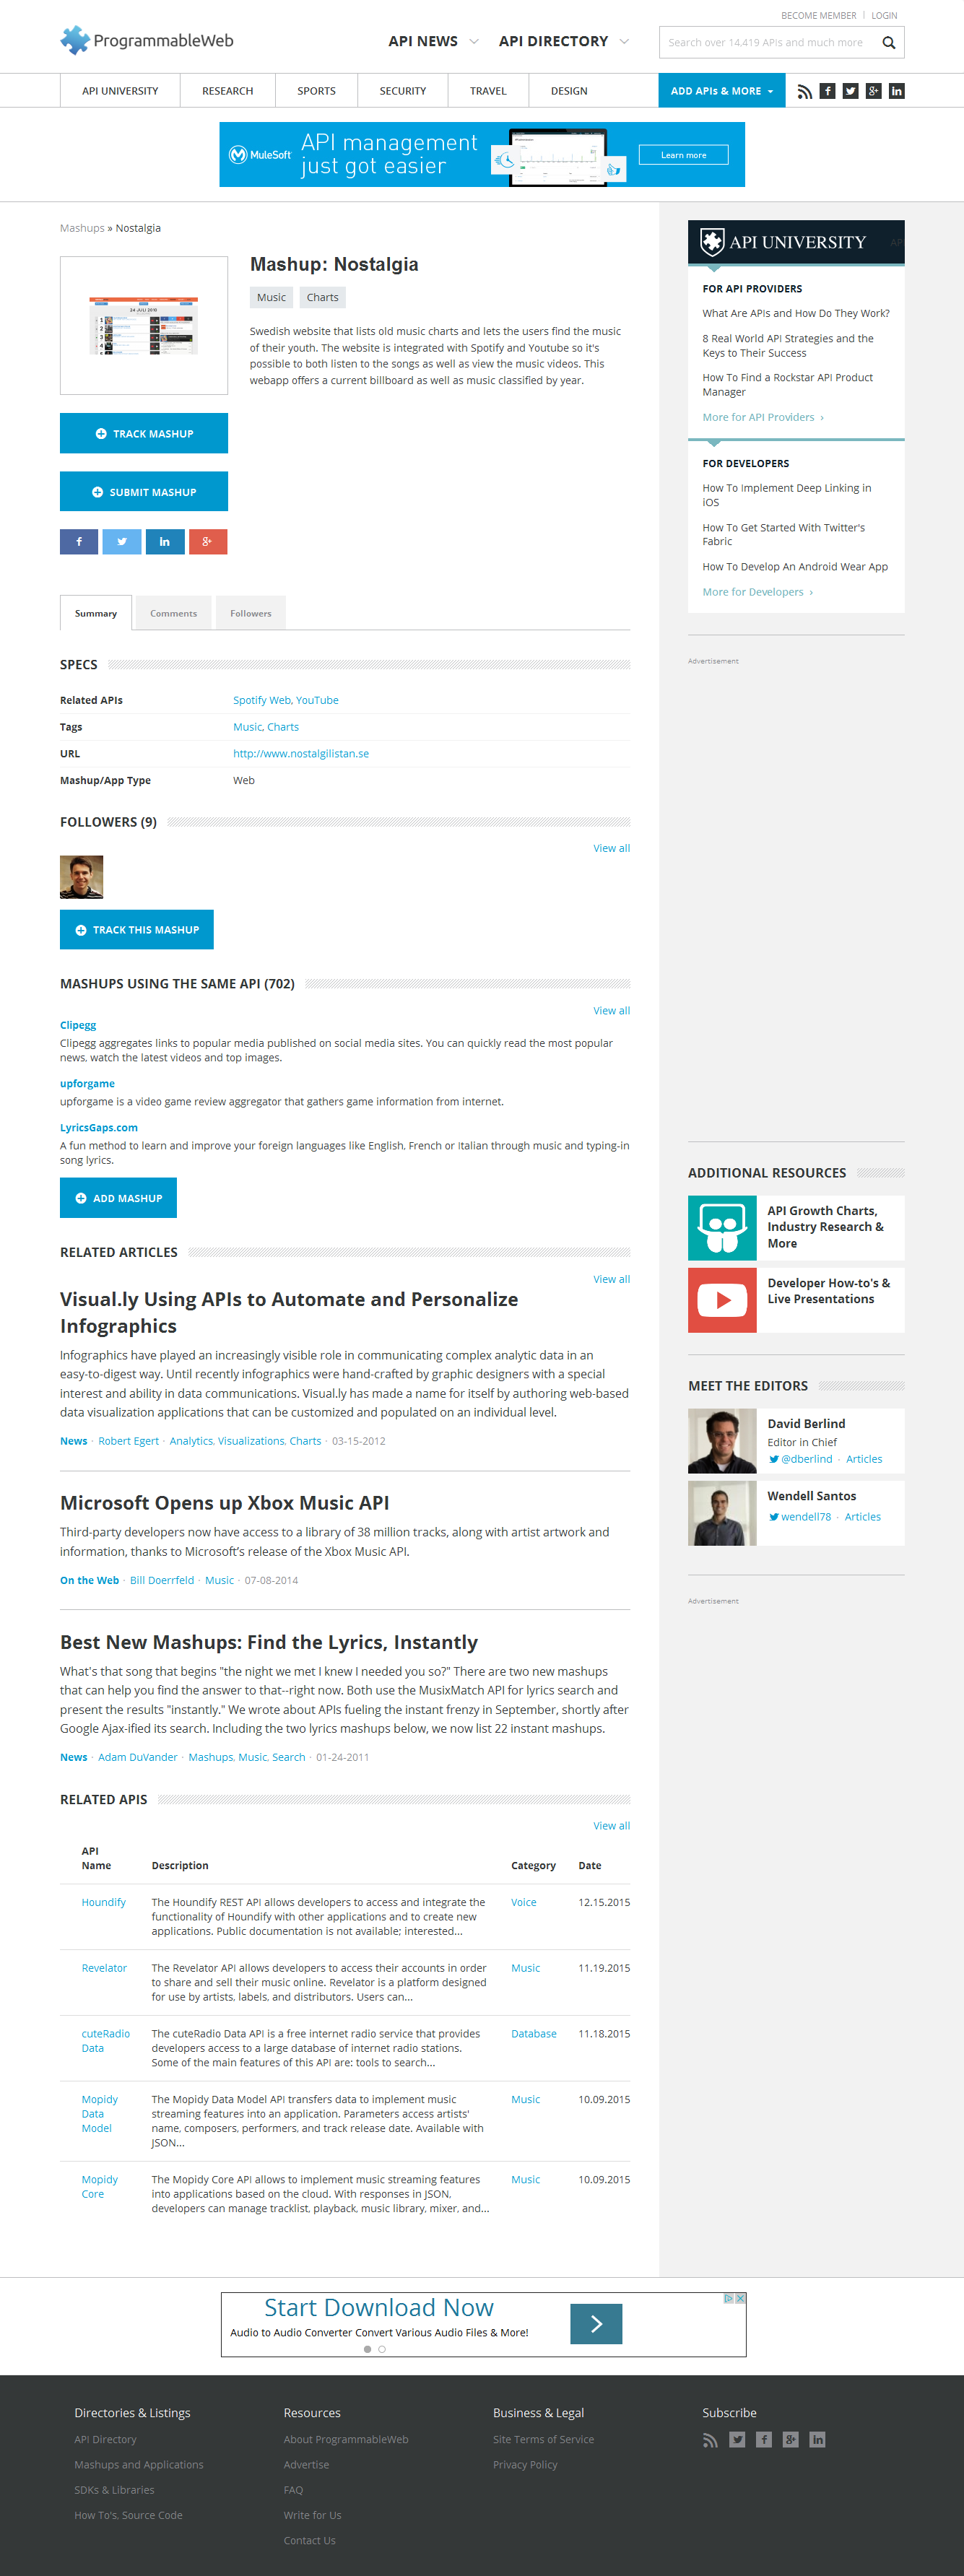 BECOME MEMBER | LOGIN
ProgrammableWeb
API NEWS
API DIRECTORY
Search over 14,419 APIs and much more
API UNIVERSITY
RESEARCH
SPORTS
SECURITY
TRAVEL
DESIGN
ADD APIs & MORE
MuleSoft
API management
just got easier
Learn more
Mashups » Nostalgia
Mashup: Nostalgia
Music
Charts
Swedish website that lists old music charts and lets the users find the music
of their youth. The website is integrated with Spotify and Youtube so it's
possible to both listen to the songs as well as view the music videos. This
webapp offers a current billboard as well as music classified by year.
24 JULI 2010
TRACK MASHUP
SUBMIT MASHUP
Summary
Comments
Followers
SPECS
Related APIs
Spotify Web, YouTube
Tags
Music, Charts
URL
http://www.nostalgilistan.se
Mashup/App Type
Web
FOLLOWERS (9)
View all
TRACK THIS MASHUP
MASHUPS USING THE SAME API (702)
View all
Clipegg
Clipegg aggregates links to popular media published on social media sites. You can quickly read the most popular
news, watch the latest videos and top images.
upforgame
upforgame is a video game review aggregator that gathers game information from internet.
LyricsGaps.com
A fun method to learn and improve your foreign languages like English, French or Italian through music and typing-in
song lyrics.
ADD MASHUP
RELATED ARTICLES
View all
Visual.ly Using APIs to Automate and Personalize
Infographics
Infographics have played an increasingly visible role in communicating complex analytic data in an
easy-to-digest way. Until recently infographics were hand-crafted by graphic designers with a special
interest and ability in data communications. Visual.ly has made a name for itself by authoring web-based
data visualization applications that can be customized and populated on an individual level.
News · Robert Egert · Analytics, Visualizations, Charts · 03-15-2012
Microsoft Opens up Xbox Music API
Third-party developers now have access to a library of 38 million tracks, along with artist artwork and
information, thanks to Microsoft’s release of the Xbox Music API.
On the Web · Bill Doerrfeld · Music · 07-08-2014
Best New Mashups: Find the Lyrics, Instantly
What's that song that begins "the night we met I knew I needed you so?" There are two new mashups
that can help you find the answer to that--right now. Both use the MusixMatch API for lyrics search and
present the results "instantly." We wrote about APIs fueling the instant frenzy in September, shortly after
Google Ajax-ified its search. Including the two lyrics mashups below, we now list 22 instant mashups.
News · Adam DuVander · Mashups, Music, Search · 01-24-2011
RELATED APIS
View all
API
Name
Description
Category
Date
Houndify
The Houndify REST API allows developers to access and integrate the
functionality of Houndify with other applications and to create new
applications. Public documentation is not available; interested...
Voice
12.15.2015
Revelator
The Revelator API allows developers to access their accounts in order
to share and sell their music online. Revelator is a platform designed
for use by artists, labels, and distributors. Users can...
Music
11.19.2015
cuteRadio
Data
The cuteRadio Data API is a free internet radio service that provides
developers access to a large database of internet radio stations.
Some of the main features of this API are: tools to search...
Database
11.18.2015
Mopidy
Data
Model
The Mopidy Data Model API transfers data to implement music
streaming features into an application. Parameters access artists'
name, composers, performers, and track release date. Available with
JSON...
Music
10.09.2015
Mopidy
Core
The Mopidy Core API allows to implement music streaming features
into applications based on the cloud. With responses in JSON,
developers can manage tracklist, playback, music library, mixer, and...
Music
10.09.2015
API UNIVERSITY
FOR API PROVIDERS
What Are APIs and How Do They Work?
8 Real World API Strategies and the
Keys to Their Success
How To Find a Rockstar API Product
Manager
More for API Providers ›
FOR DEVELOPERS
How To Implement Deep Linking in
iOS
How To Get Started With Twitter's
Fabric
How To Develop An Android Wear App
More for Developers ›
Advertisement
ADDITIONAL RESOURCES
API Growth Charts,
Industry Research &
More
Developer How-to's &
Live Presentations
MEET THE EDITORS
David Berlind
Editor in Chief
@dberlind · Articles
Wendell Santos
wendell78 · Articles
Advertisement
Start Download Now
Audio to Audio Converter Convert Various Audio Files & More!
Directories & Listings
API Directory
Mashups and Applications
SDKs & Libraries
How To's, Source Code
Resources
About ProgrammableWeb
Advertise
FAQ
Write for Us
Contact Us
Business & Legal
Site Terms of Service
Privacy Policy
Subscribe